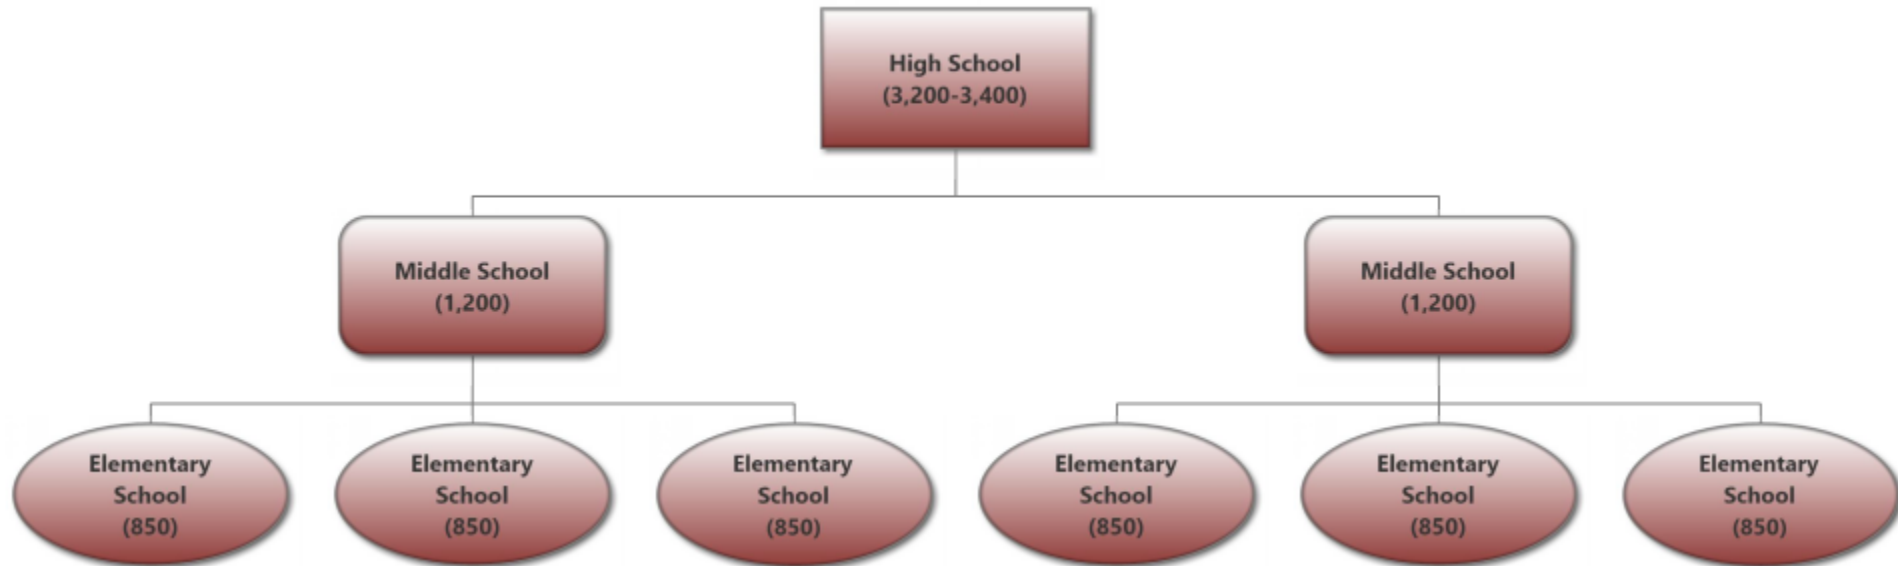 High School
(3,200-3,400)
Middle School
(1,200)
Middle School
(1,200)
Elementary
School
(850)
Elementary
School
(850)
Elementary
School
(850)
Elementary
School
(850)
Elementary
School
(850)
Elementary
School
(850)